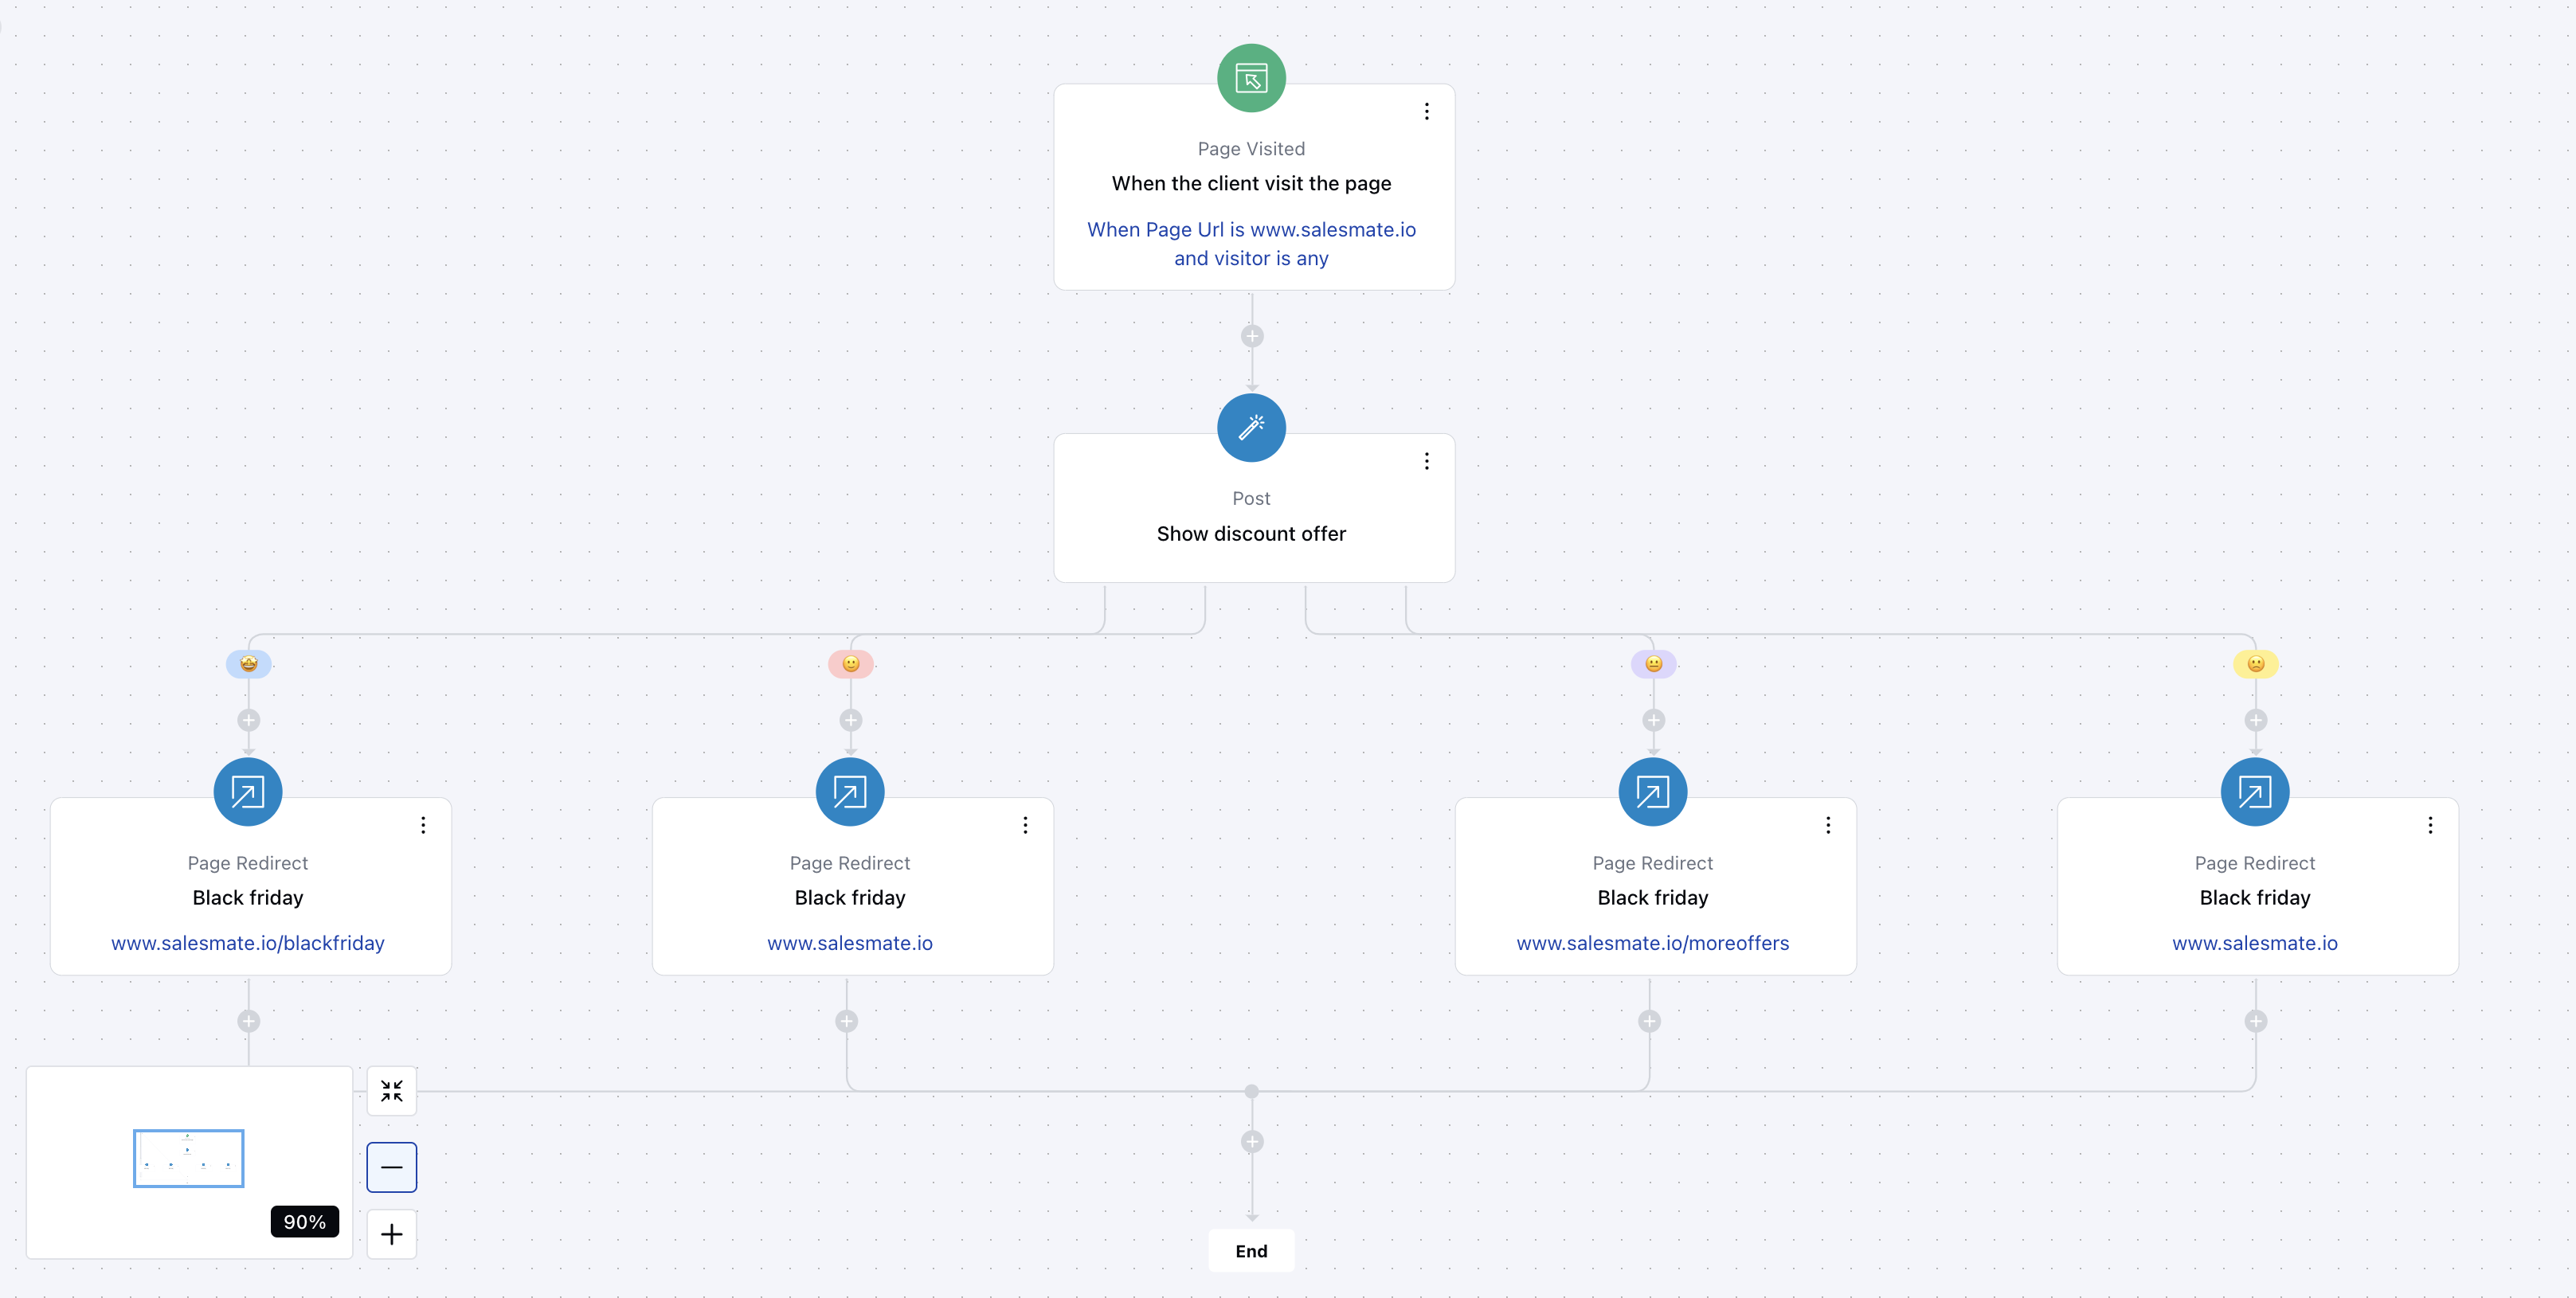 Page Visited
When the client visit the page
When Page Url is www.salesmate.io
and visitor is any
Post
Show discount offer
Page Redirect
Black friday
www.salesmate.io/blackfriday
Page Redirect
Black friday
www.salesmate.io
Page Redirect
Black friday
www.salesmate.io/moreoffers
Page Redirect
Black friday
www.salesmate.io
90%
End